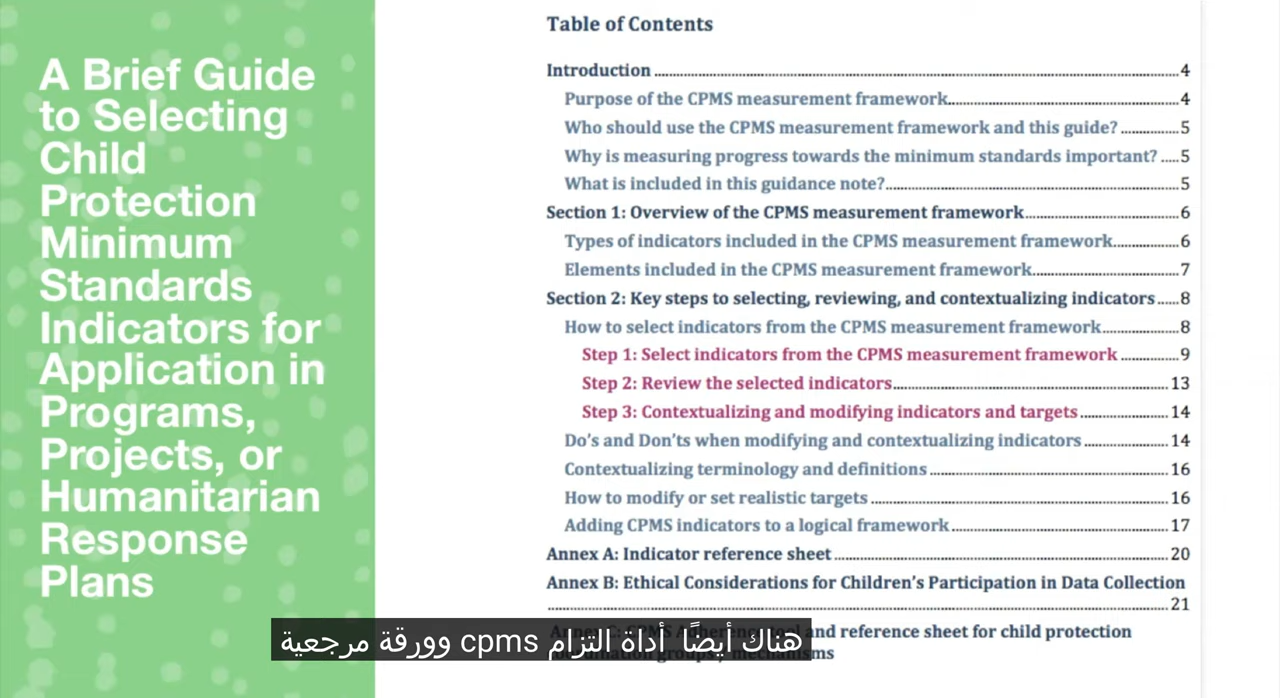 A Brief Guide
to Selecting
Child
Protection
Minimum
Standards
Indicators for
Application in
Programs,
Projects, or
Humanitarian
Response
Plans
Table of Contents
Introduction 4
Purpose of the CPMS measurement framework 4
Who should use the CPMS measurement framework and this guide? 5
Why is measuring progress towards the minimum standards important? 5
What is included in this guidance note? 5
Section 1: Overview of the CPMS measurement framework 6
Types of indicators included in the CPMS measurement framework 6
Elements included in the CPMS measurement framework 7
Section 2: Key steps to selecting, reviewing, and contextualizing indicators 8
How to select indicators from the CPMS measurement framework 8
Step 1: Select indicators from the CPMS measurement framework 9
Step 2: Review the selected indicators 13
Step 3: Contextualizing and modifying indicators and targets 14
Do's and Don'ts when modifying and contextualizing indicators 14
Contextualizing terminology and definitions 16
How to modify or set realistic targets 16
Adding CPMS indicators to a logical framework 17
Annex A: Indicator reference sheet 20
Annex B: Ethical Considerations for Children's Participation in Data Collection
21
and reference sheet for child protection
هناك أيضًا أداة التزام cpms وورقة مرجعية